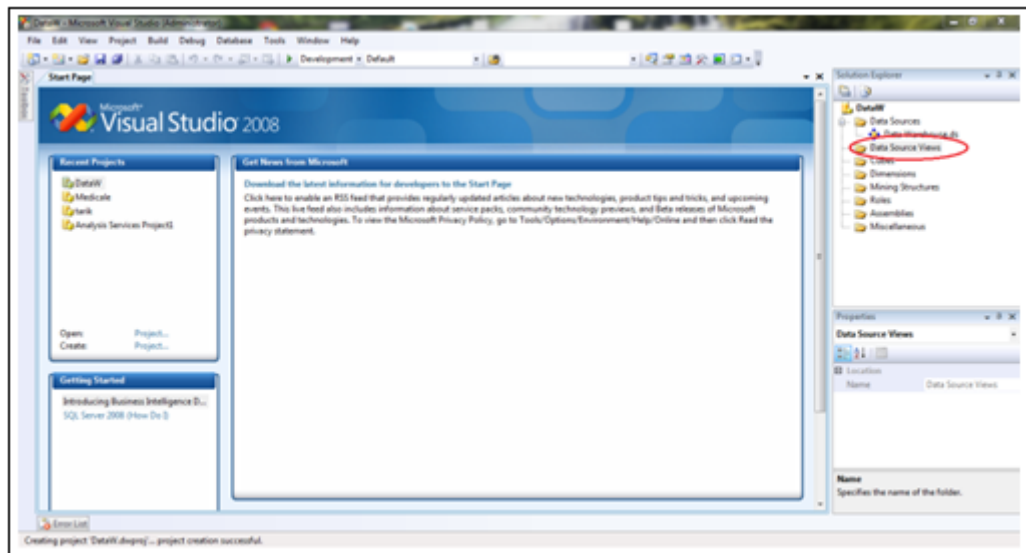 DataW - Microsoft Visual Studio (Administrator)
File Edit View Project Build Debug Database Tools Window Help
Development Default
Start Page
Toolbox
Microsoft
Visual Studio 2008
Recent Projects
DataW
Medicale
tarik
Analysis Services Project1
Open: Project...
Create: Project...
Getting Started
Introducing Business Intelligence D...
SQL Server 2008 (How Do I)
Get News from Microsoft
Download the latest information for developers to the Start Page
Click here to enable an RSS feed that provides regularly updated articles about new technologies, product tips and tricks, and upcoming
events. This live feed also includes information about service packs, community technology previews, and Beta releases of Microsoft
products and technologies. To view the Microsoft Privacy Policy, go to Tools/Options/Environment/Help/Online and then click Read the
privacy statement.
Solution Explorer
DataW
Data Sources
Data Warehouse.ds
Data Source Views
Cubes
Dimensions
Mining Structures
Roles
Assemblies
Miscellaneous
Properties
Data Source Views
Location
Name Data Source Views
Name
Specifies the name of the folder.
Error List
Creating project 'DataW.dwproj'... project creation successful.